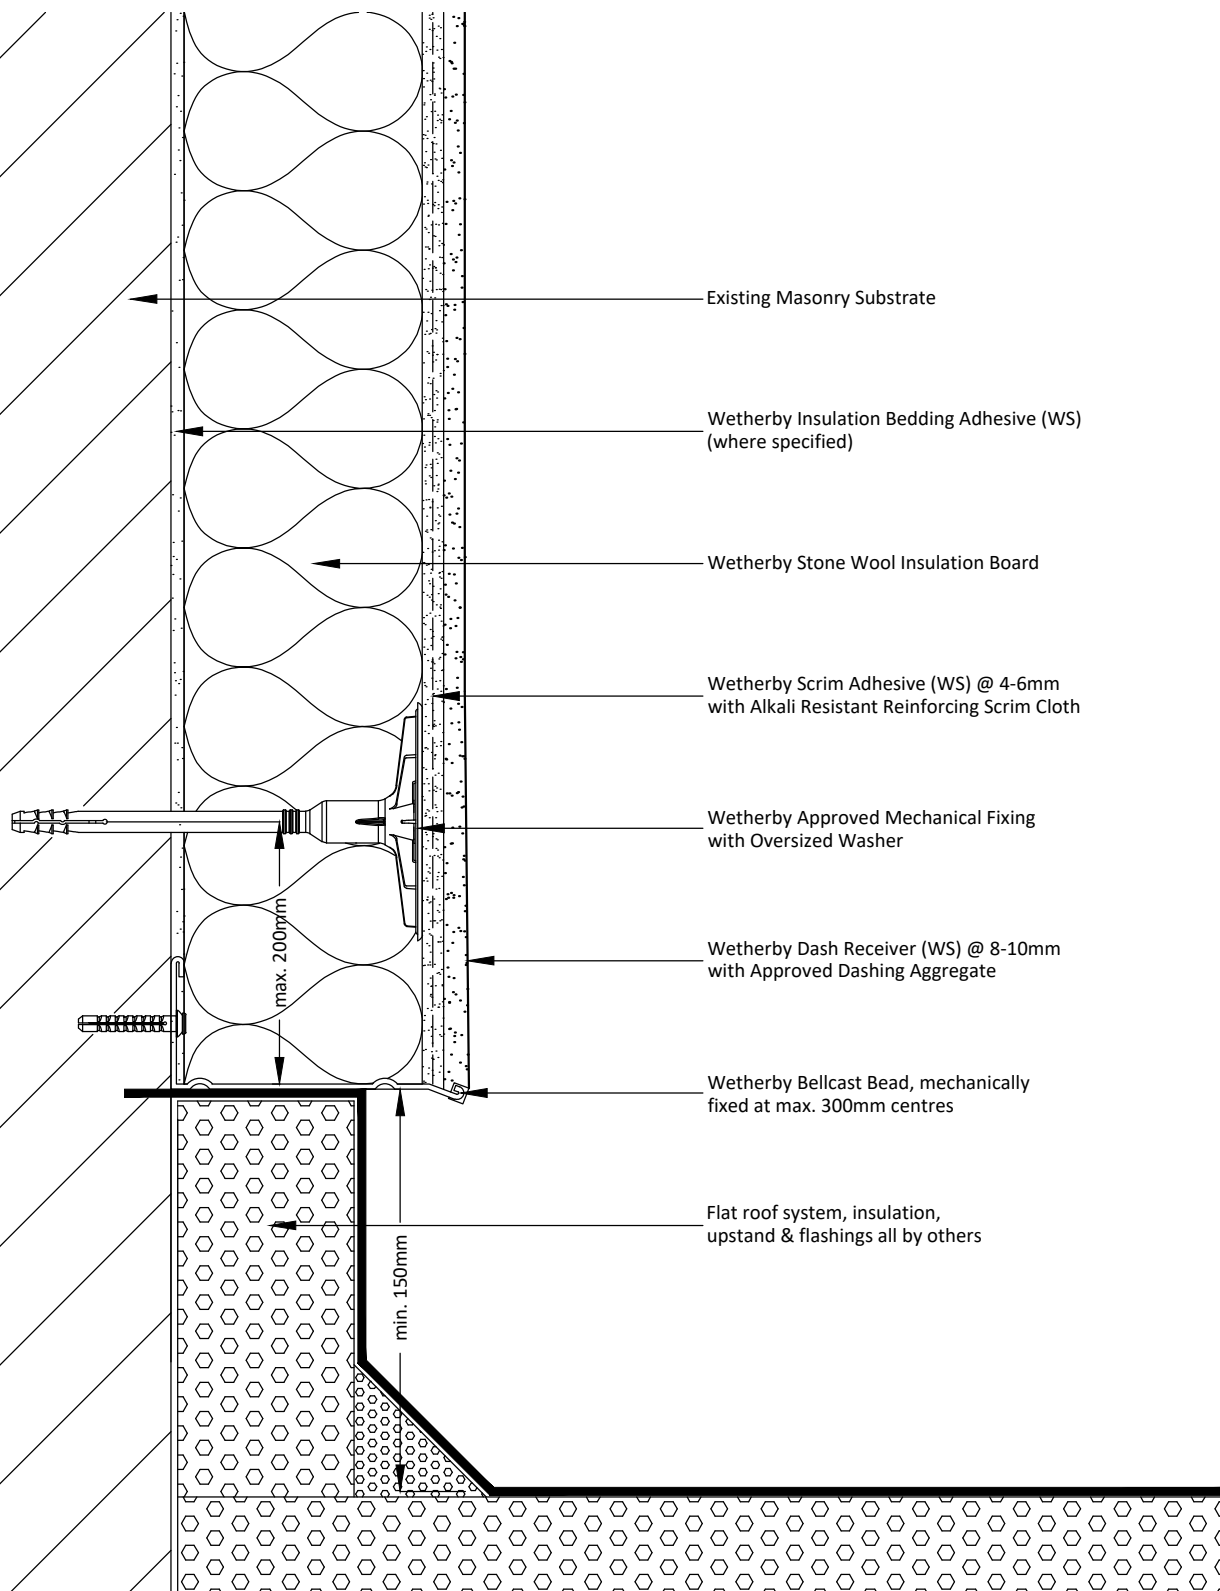 Existing Masonry Substrate
Wetherby Insulation Bedding Adhesive (WS)
(where specified)
Wetherby Stone Wool Insulation Board
Wetherby Scrim Adhesive (WS) @ 4-6mm
with Alkali Resistant Reinforcing Scrim Cloth
Wetherby Approved Mechanical Fixing
with Oversized Washer
max. 200mm
Wetherby Dash Receiver (WS) @ 8-10mm
with Approved Dashing Aggregate
Wetherby Bellcast Bead, mechanically
fixed at max. 300mm centres
Flat roof system, insulation,
upstand & flashings all by others
min. 150mm